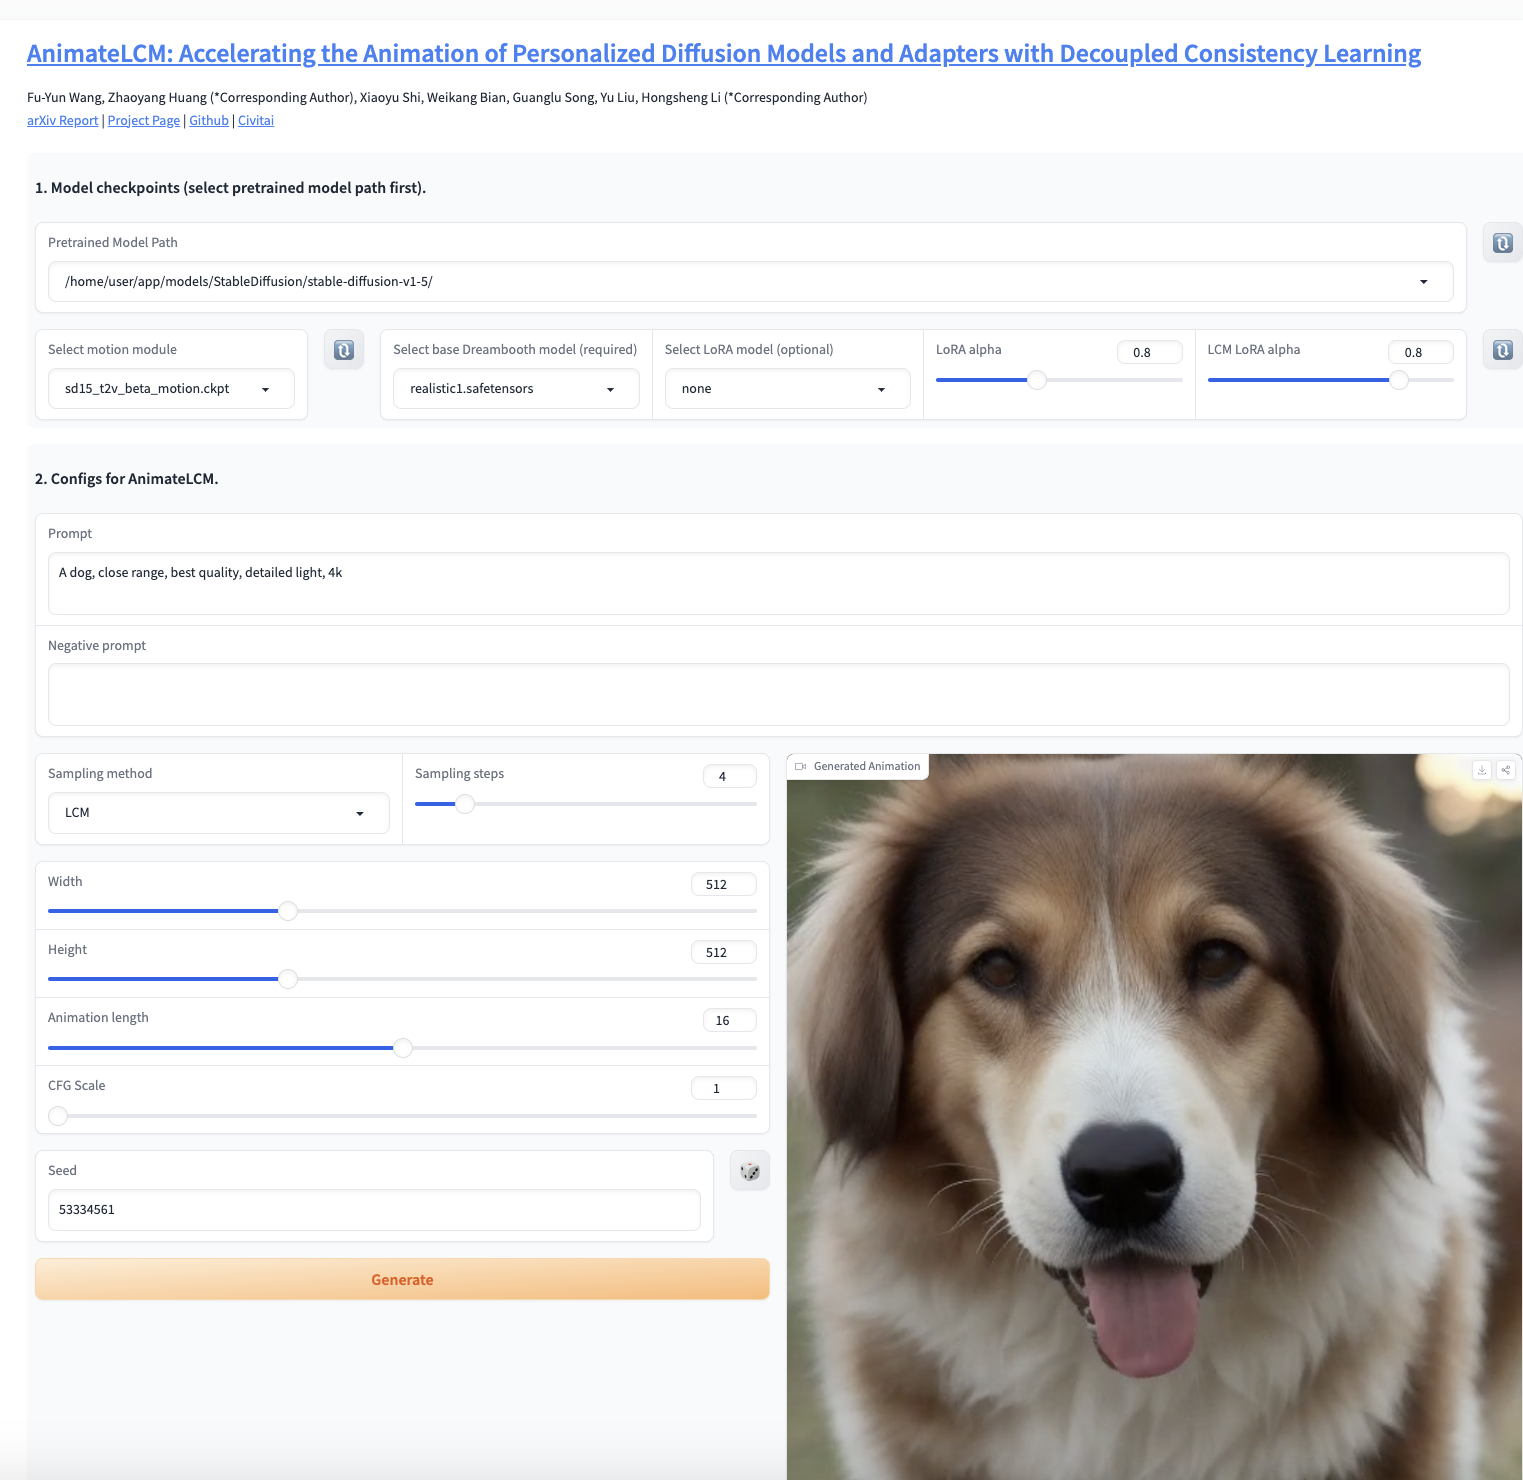 AnimateLCM: Accelerating the Animation of Personalized Diffusion Models and Adapters with Decoupled Consistency Learning
Fu-Yun Wang, Zhaoyang Huang (*Corresponding Author), Xiaoyu Shi, Weikang Bian, Guanglu Song, Yu Liu, Hongsheng Li (*Corresponding Author)
arXiv Report | Project Page | Github | Civitai
1. Model checkpoints (select pretrained model path first).
Pretrained Model Path
/home/user/app/models/StableDiffusion/stable-diffusion-v1-5/
Select motion module
sd15_t2v_beta_motion.ckpt
Select base Dreambooth model (required)
realistic1.safetensors
Select LoRA model (optional)
none
LoRA alpha
0.8
LCM LoRA alpha
0.8
2. Configs for AnimateLCM.
Prompt
A dog, close range, best quality, detailed light, 4k
Negative prompt
Sampling method
LCM
Sampling steps
4
Width
512
Height
512
Animation length
16
CFG Scale
1
Seed
53334561
Generate
Generated Animation